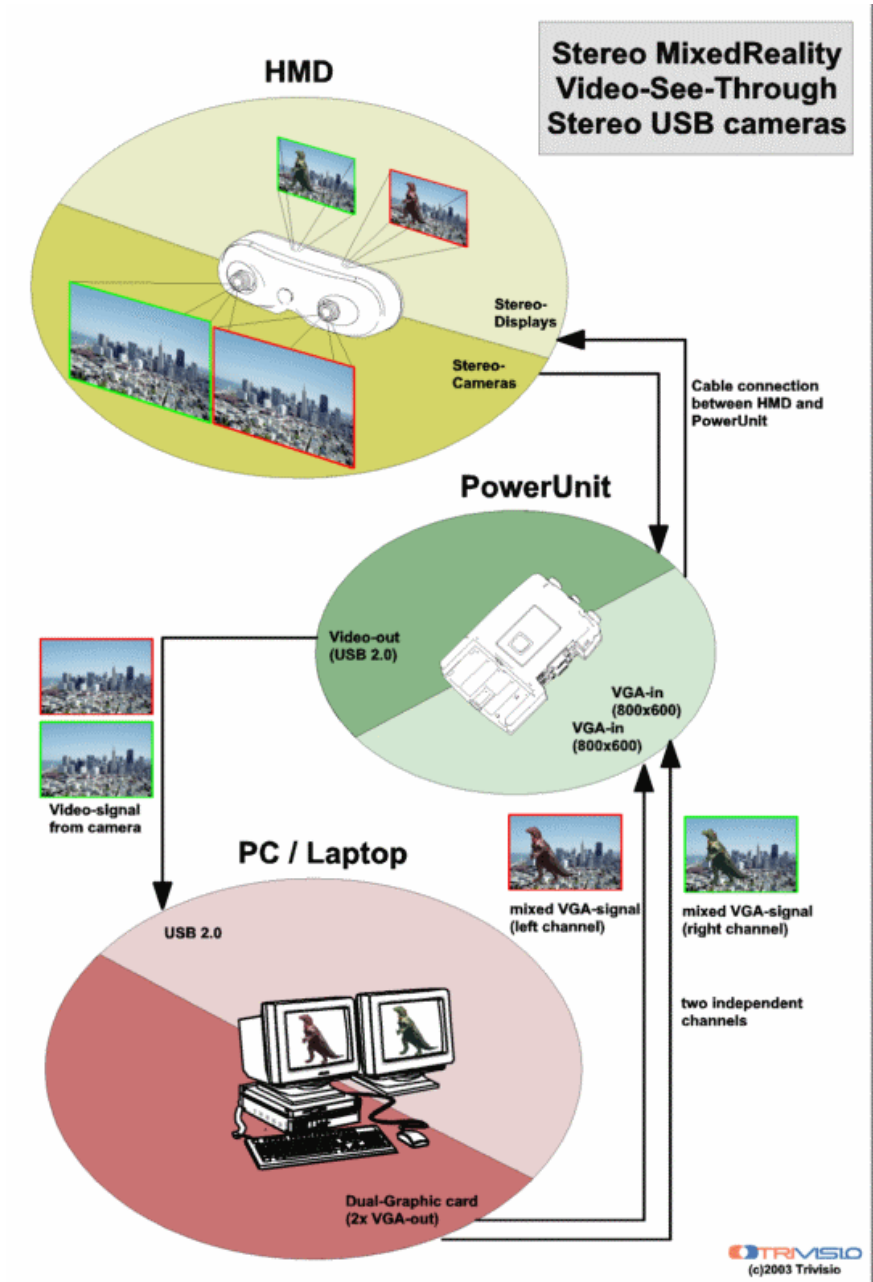 Stereo MixedReality
Video-See-Through
Stereo USB cameras
HMD
Stereo-
Displays
Stereo-
Cameras
Cable connection
between HMD and
PowerUnit
PowerUnit
Video-out
(USB 2.0)
VGA-in
(800x600)
VGA-in
(800x600)
Video-signal
from camera
PC / Laptop
mixed VGA-signal
(left channel)
mixed VGA-signal
(right channel)
USB 2.0
two independent
channels
Dual-Graphic card
(2x VGA-out)
TRIVISIO
(c)2003 Trivisio